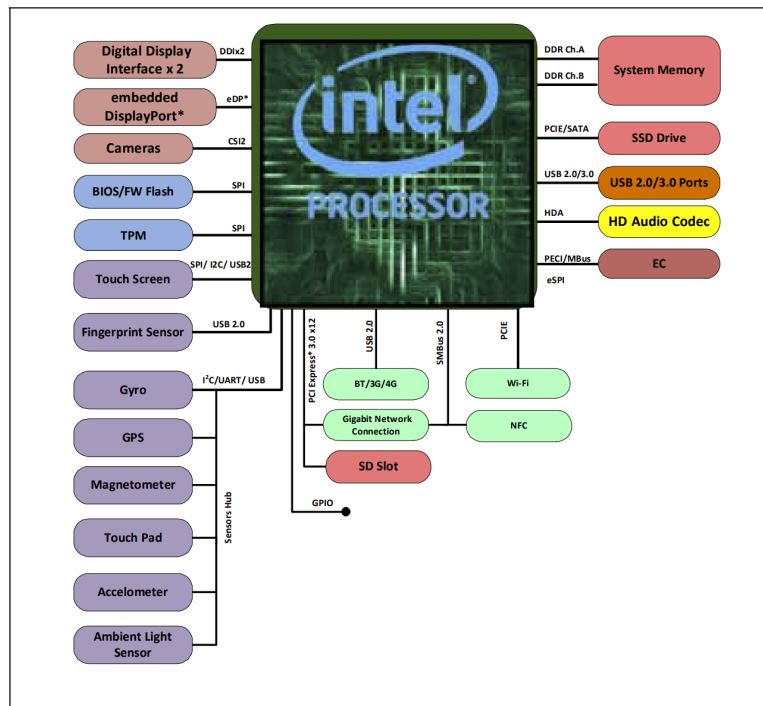 Digital Display
Interface x 2
DDIx2
embedded
DisplayPort*
eDP*
Cameras
CSI2
BIOS/FW Flash
SPI
TPM
SPI
Touch Screen
SPI/ I2C/ USB2
Fingerprint Sensor
USB 2.0
Gyro
I²C/UART/ USB
GPS
Magnetometer
Touch Pad
Accelometer
Ambient Light
Sensor
Sensors Hub
intel
PROCESSOR
DDR Ch.A
DDR Ch.B
System Memory
PCIE/SATA
SSD Drive
USB 2.0/3.0
USB 2.0/3.0 Ports
HDA
HD Audio Codec
PECI/MBus
eSPI
EC
PCI Express* 3.0 x12
USB 2.0
SMBus 2.0
PCIE
BT/3G/4G
Wi-Fi
Gigabit Network
Connection
NFC
SD Slot
GPIO